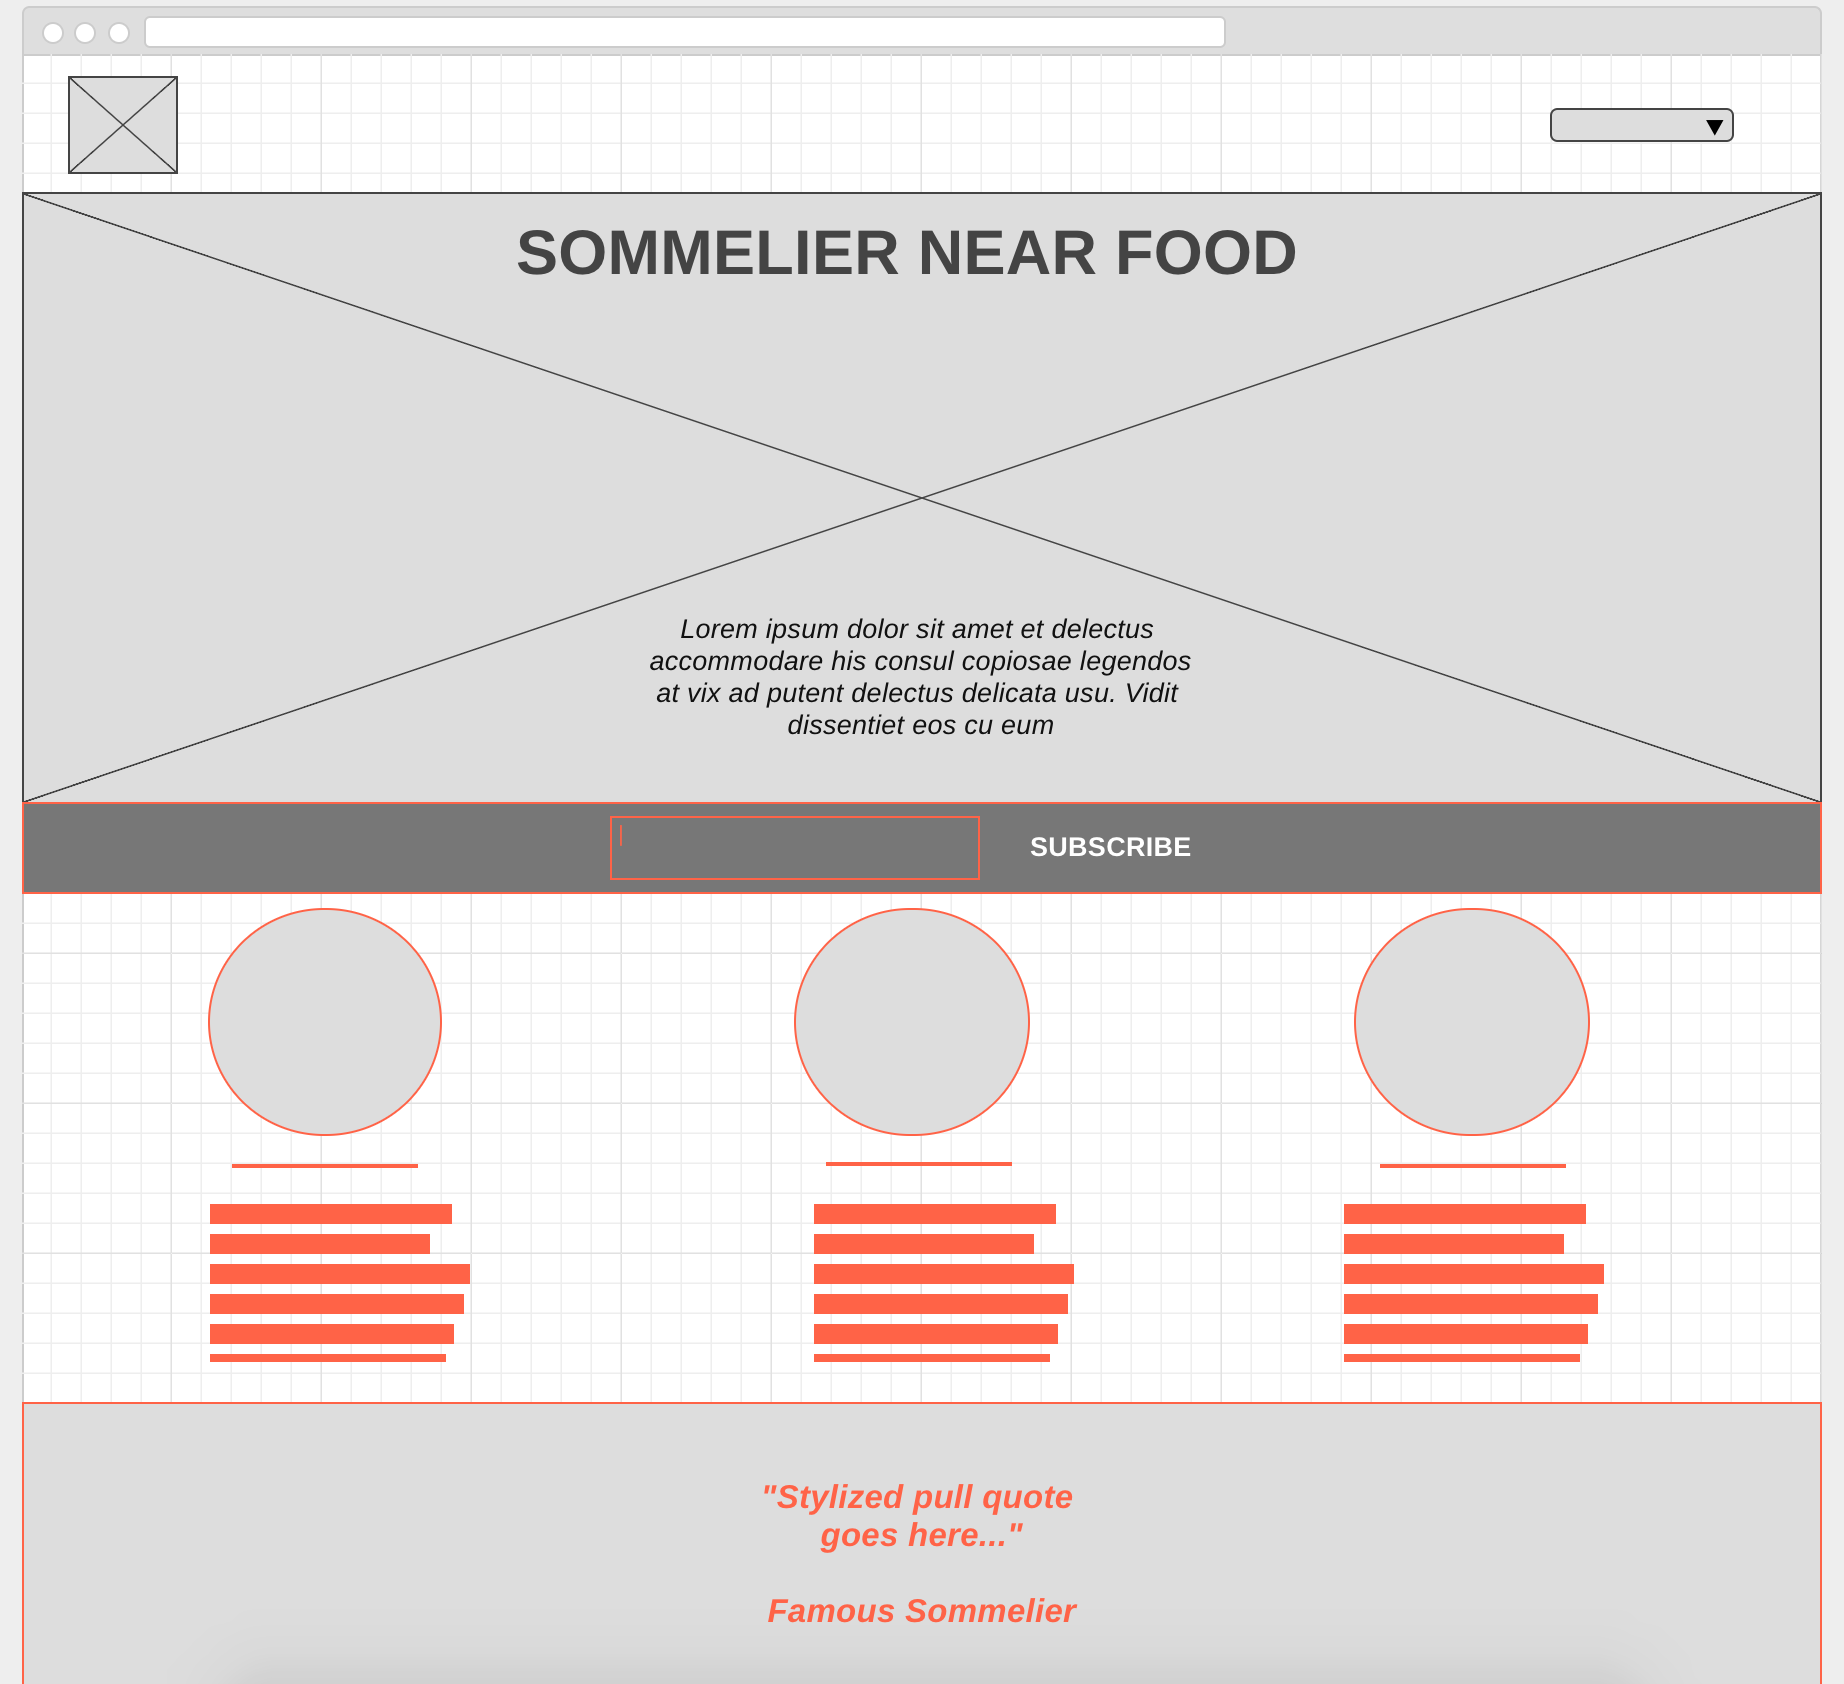 SOMMELIER NEAR FOOD
Lorem ipsum dolor sit amet et delectus
accommodare his consul copiosae legendos
at vix ad putent delectus delicata usu. Vidit
dissentiet eos cu eum
SUBSCRIBE
"Stylized pull quote
goes here..."
Famous Sommelier